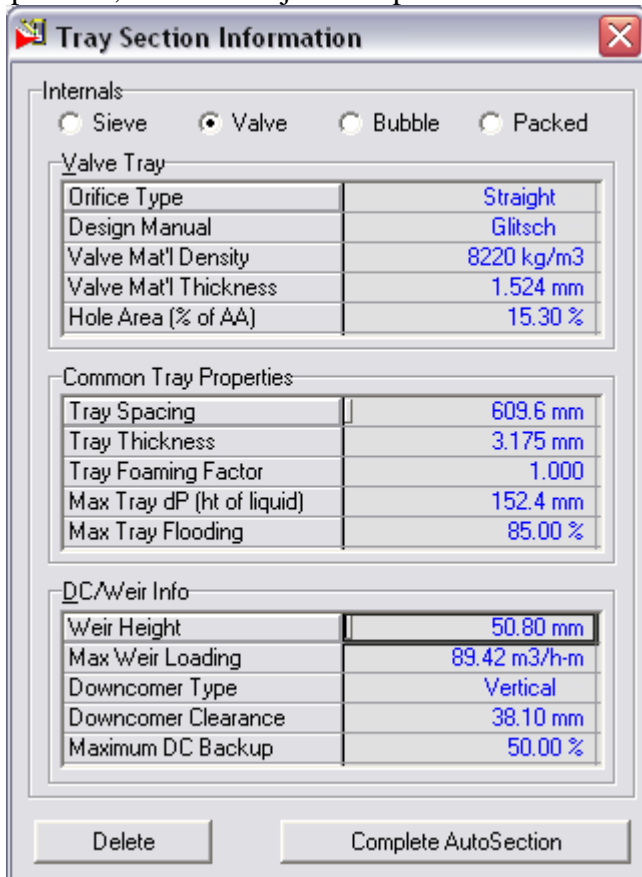 Tray Section Information
Internals
Sieve Valve Bubble Packed
Valve Tray
Orifice Type Straight
Design Manual Glitsch
Valve Mat'l Density 8220 kg/m3
Valve Mat'l Thickness 1.524 mm
Hole Area (% of AA) 15.30 %
Common Tray Properties
Tray Spacing 609.6 mm
Tray Thickness 3.175 mm
Tray Foaming Factor 1.000
Max Tray dP (ht of liquid) 152.4 mm
Max Tray Flooding 85.00 %
DC/Weir Info
Weir Height 50.80 mm
Max Weir Loading 89.42 m3/h-m
Downcomer Type Vertical
Downcomer Clearance 38.10 mm
Maximum DC Backup 50.00 %
Delete Complete AutoSection